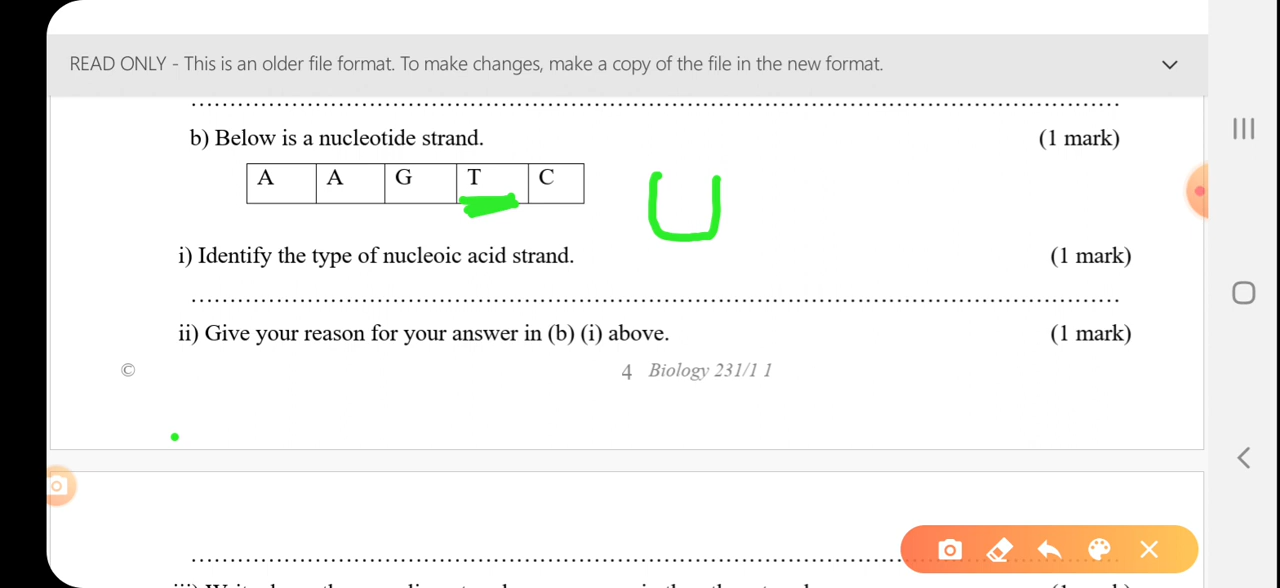 READ ONLY - This is an older file format. To make changes, make a copy of the file in the new format.
b) Below is a nucleotide strand. (1 mark)
A A G T C
U
i) Identify the type of nucleoic acid strand. (1 mark)
ii) Give your reason for your answer in (b) (i) above. (1 mark)
© 4 Biology 231/1 1